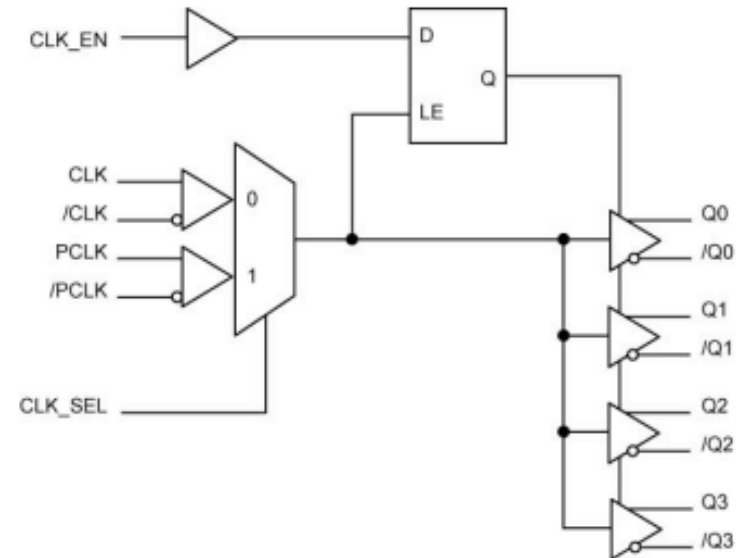 CLK_EN
D
Q
LE
CLK
/CLK
PCLK
/PCLK
0
1
CLK_SEL
Q0
/Q0
Q1
/Q1
Q2
/Q2
Q3
/Q3